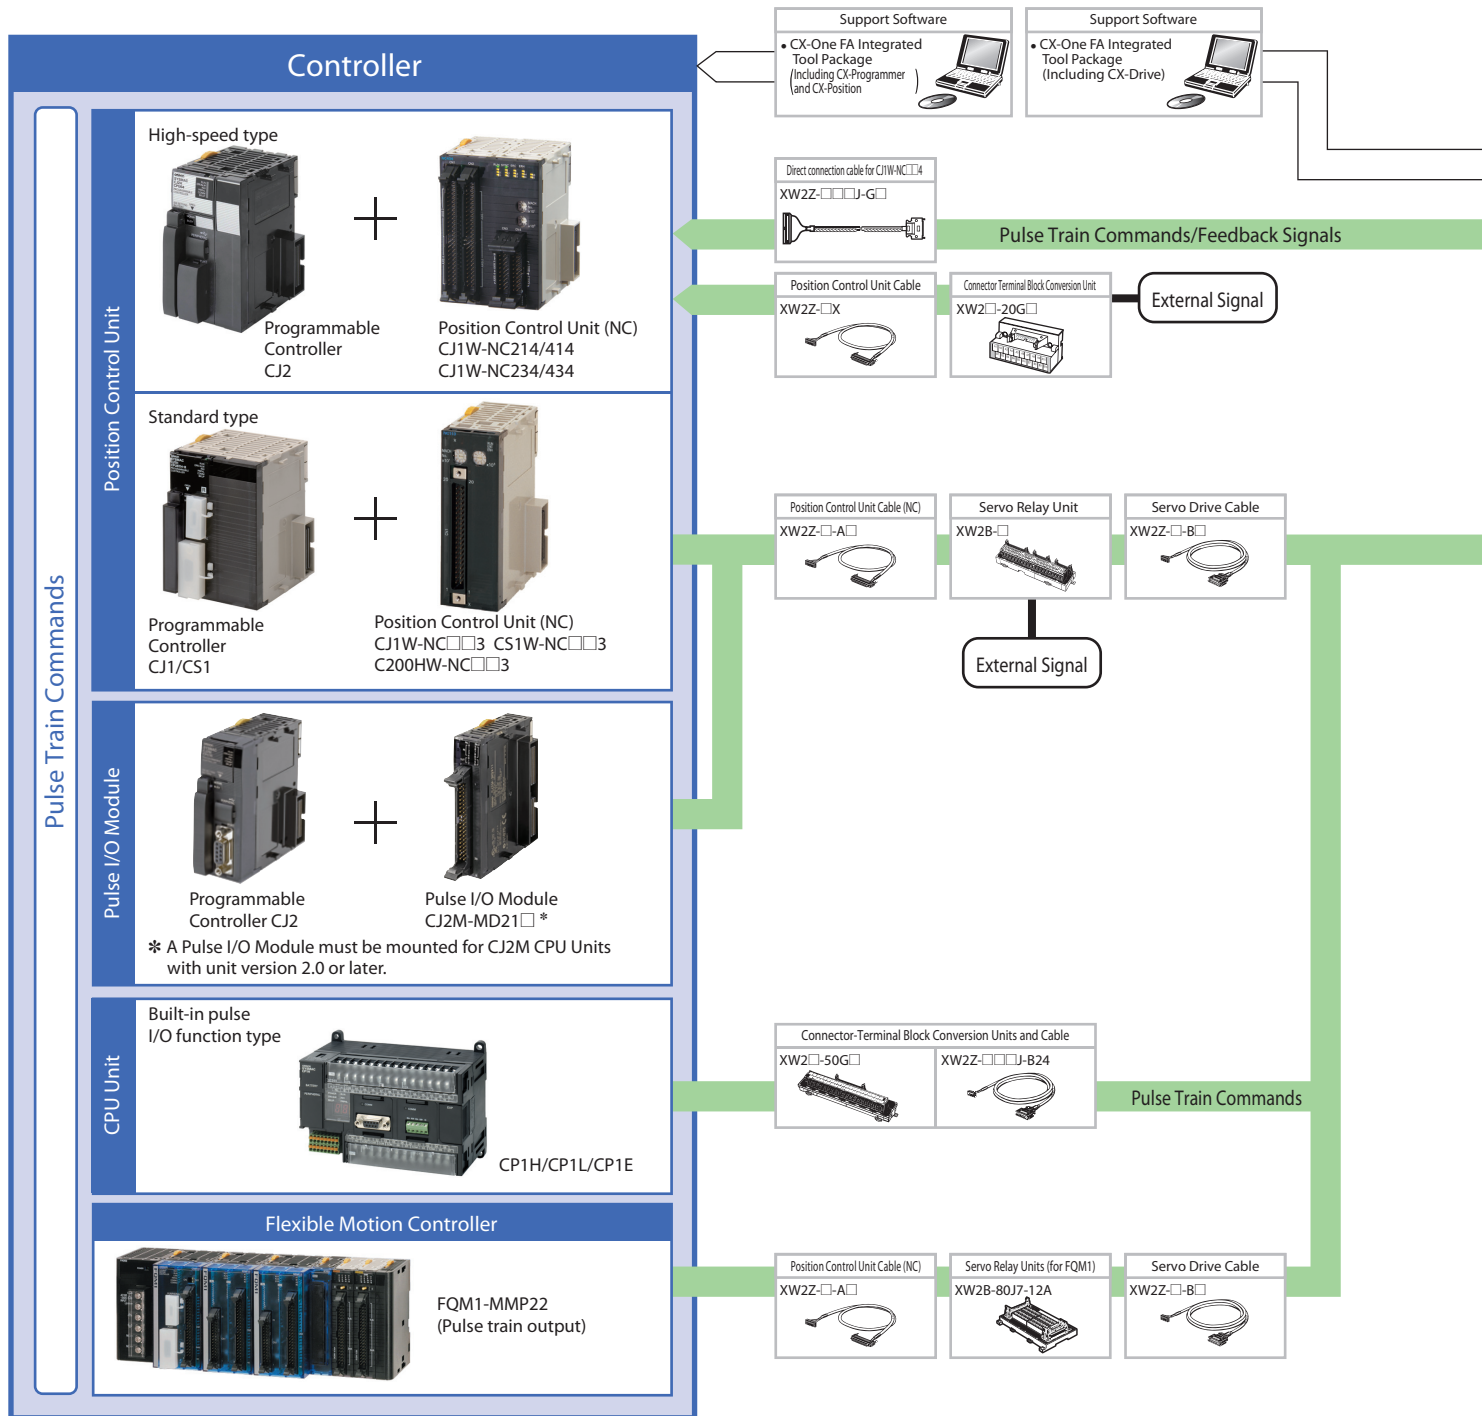 Support Software
• CX-One FA Integrated
Tool Package
(Including CX-Programmer
and CX-Position)
Support Software
• CX-One FA Integrated
Tool Package
(Including CX-Drive)
Controller
Pulse Train Commands
Position Control Unit
High-speed type
Programmable
Controller
CJ2
Position Control Unit (NC)
CJ1W-NC214/414
CJ1W-NC234/434
Direct connection cable for CJ1W-NC□□4
XW2Z-□□□J-G□
Pulse Train Commands/Feedback Signals
Position Control Unit Cable
XW2Z-□X
Connector Terminal Block Conversion Unit
XW2□-20G□
External Signal
Standard type
Programmable
Controller
CJ1/CS1
Position Control Unit (NC)
CJ1W-NC□□3 CS1W-NC□□3
C200HW-NC□□3
Position Control Unit Cable (NC)
XW2Z-□-A□
Servo Relay Unit
XW2B-□
Servo Drive Cable
XW2Z-□-B□
External Signal
Pulse I/O Module
Programmable
Controller CJ2
Pulse I/O Module
CJ2M-MD21□ *
* A Pulse I/O Module must be mounted for CJ2M CPU Units
with unit version 2.0 or later.
CPU Unit
Built-in pulse
I/O function type
CP1H/CP1L/CP1E
Connector-Terminal Block Conversion Units and Cable
XW2□-50G□
XW2Z-□□□J-B24
Pulse Train Commands
Flexible Motion Controller
FQM1-MMP22
(Pulse train output)
Position Control Unit Cable (NC)
XW2Z-□-A□
Servo Relay Units (for FQM1)
XW2B-80J7-12A
Servo Drive Cable
XW2Z-□-B□